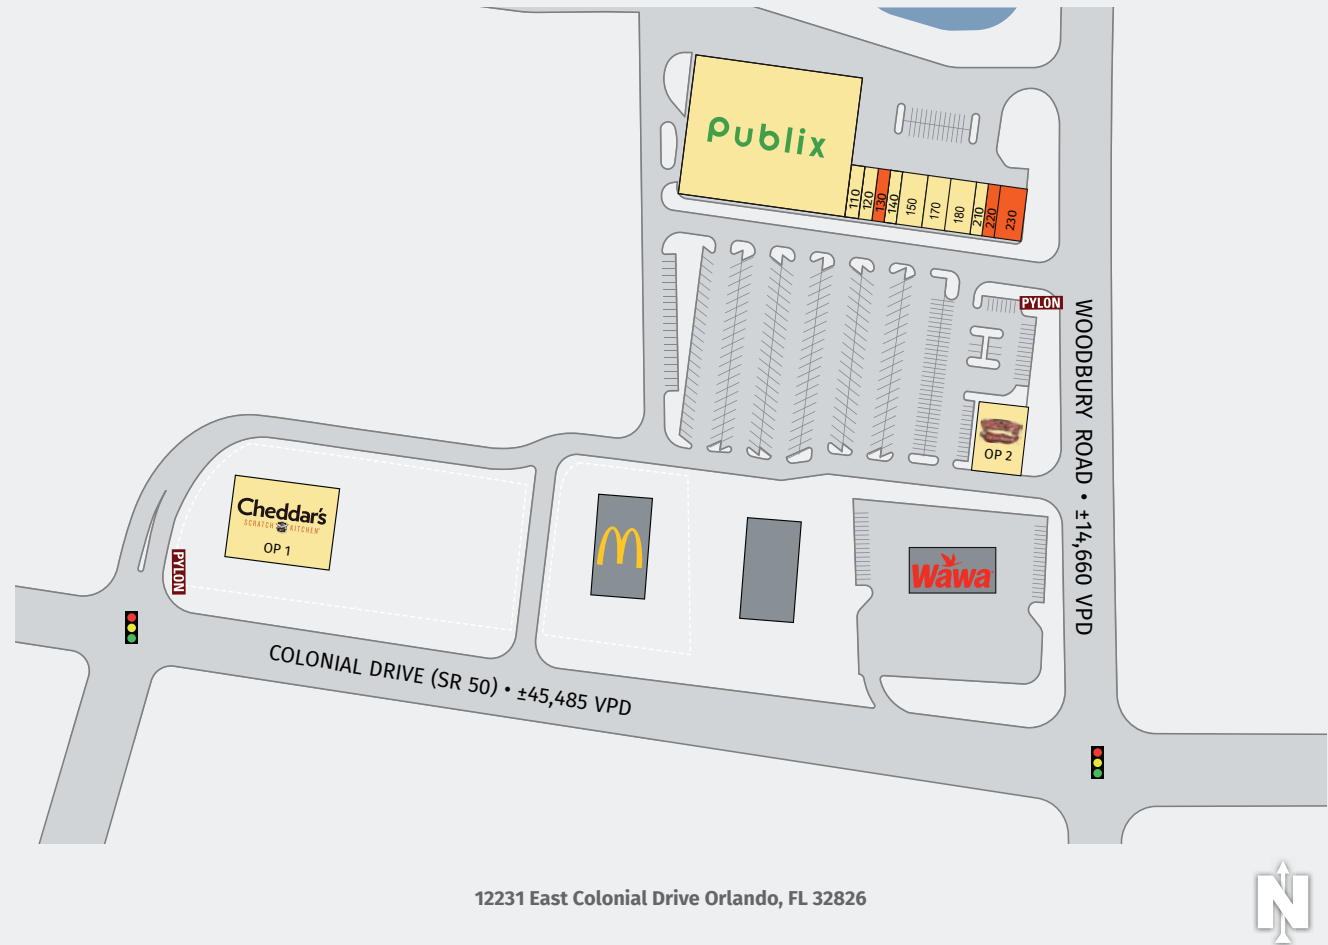 Publix
110
120
130
140
150
170
180
210
220
230
PYLON
WOODBURY ROAD • ±14,660 VPD
OP 2
Cheddar's
SCRATCH KITCHEN
OP 1
PYLON
Wawa
COLONIAL DRIVE (SR 50) • ±45,485 VPD
12231 East Colonial Drive Orlando, FL 32826
N